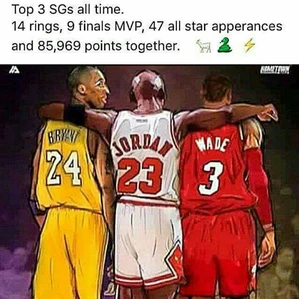 Top 3 SGs all time.
14 rings, 9 finals MVP, 47 all star apperances
and 85,969 points together.
HOMETOWN
BRYANT
24
JORDAN
23
WADE
3